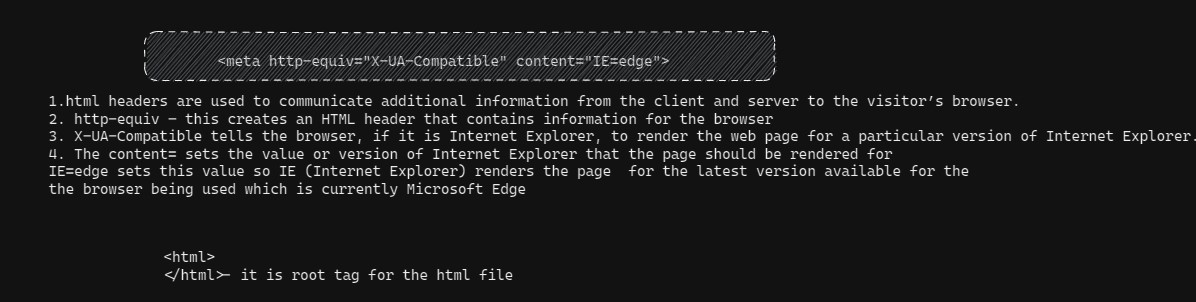 <meta http-equiv="X-UA-Compatible" content="IE=edge">
1.html headers are used to communicate additional information from the client and server to the visitor’s browser.
2. http-equiv – this creates an HTML header that contains information for the browser
3. X-UA-Compatible tells the browser, if it is Internet Explorer, to render the web page for a particular version of Internet Explorer.
4. The content= sets the value or version of Internet Explorer that the page should be rendered for
IE=edge sets this value so IE (Internet Explorer) renders the page  for the latest version available for the
the browser being used which is currently Microsoft Edge
<html>
</html>- it is root tag for the html file